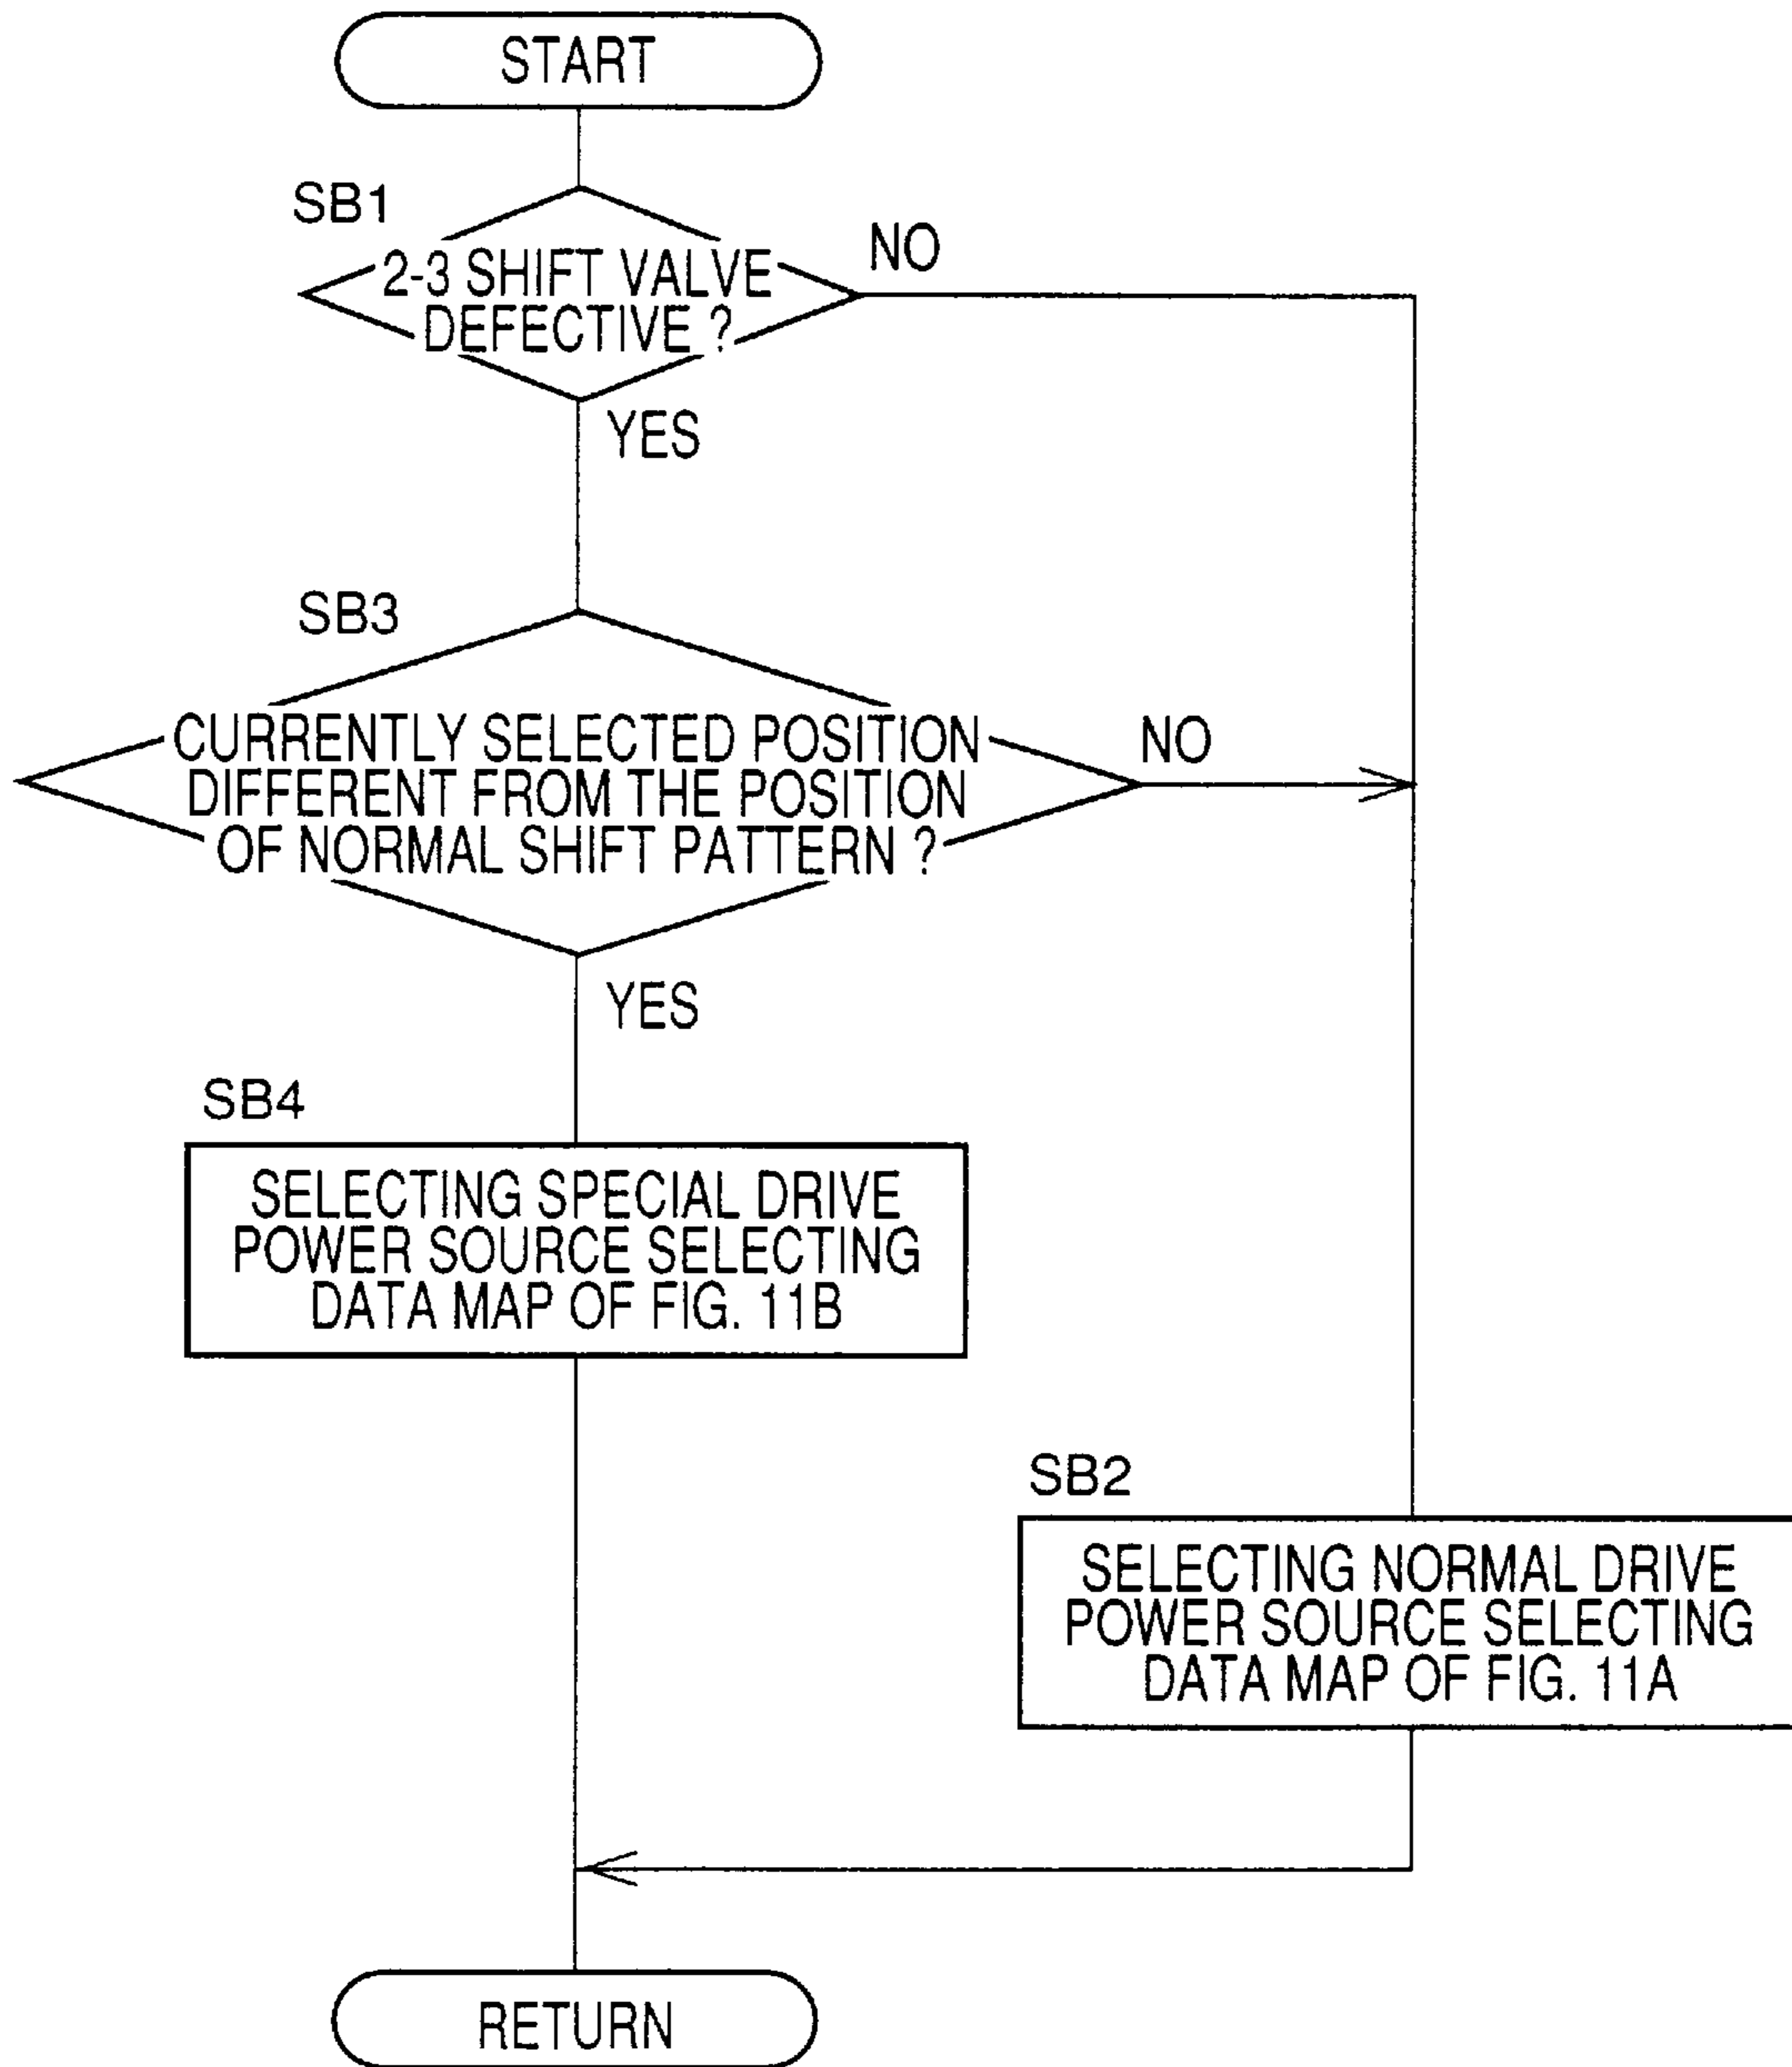 START
SB1
2-3 SHIFT VALVE
DEFECTIVE ?
NO
YES
SB3
CURRENTLY SELECTED POSITION
DIFFERENT FROM THE POSITION
OF NORMAL SHIFT PATTERN ?
NO
YES
SB4
SELECTING SPECIAL DRIVE
POWER SOURCE SELECTING
DATA MAP OF FIG. 11B
SB2
SELECTING NORMAL DRIVE
POWER SOURCE SELECTING
DATA MAP OF FIG. 11A
RETURN